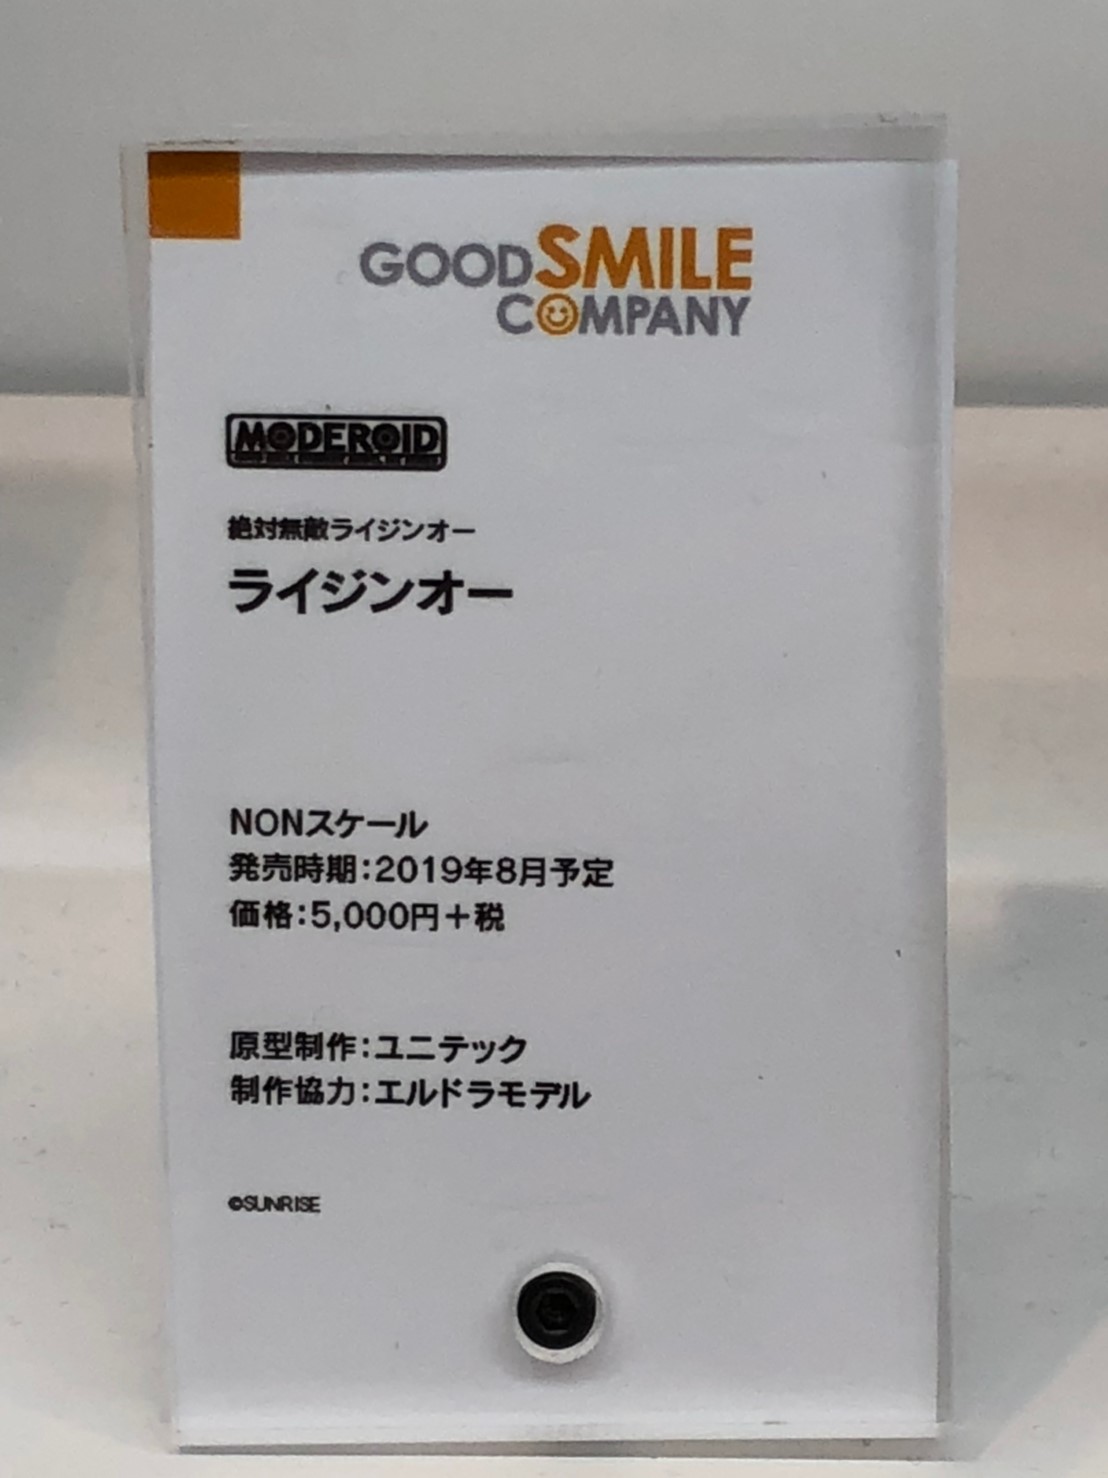 GOODSMILE
COMPANY
MODEROID
絶対無敵ライジンオー
ライジンオー
NONスケール
発売時期:2019年8月予定
価格:5,000円+税
原型制作:ユニテック
制作協力:エルドラモデル
©SUNRISE